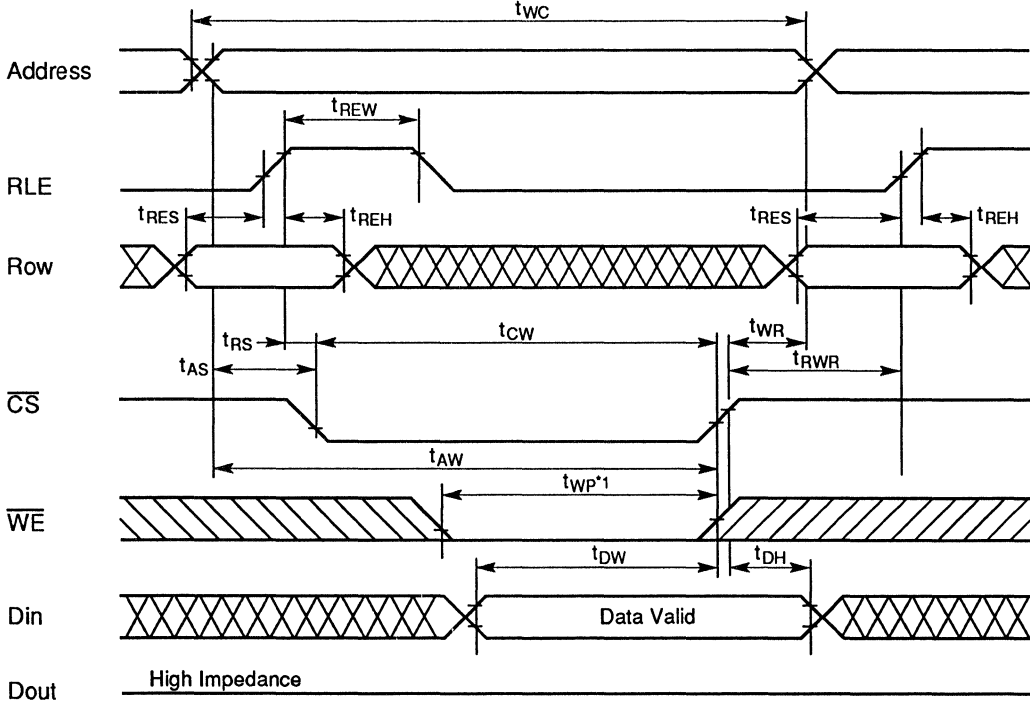 tWC
Address
tREW
RLE
tRES tREH tRES tREH
Row
tRS tCW tWR
tAS tRWR
CS
tAW
tWP*1
WE
tDW tDH
Din Data Valid
High Impedance
Dout